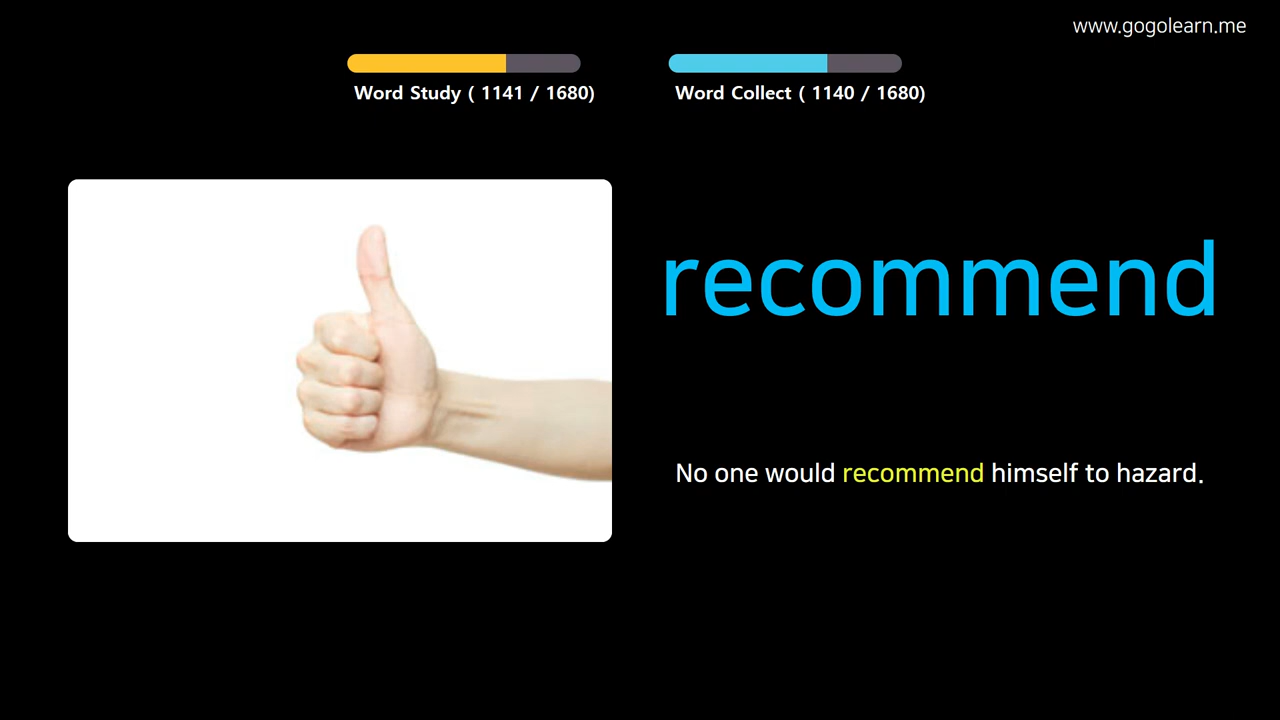 www.gogolearn.me
Word Study ( 1141 / 1680)
Word Collect ( 1140 / 1680)
recommend
No one would recommend himself to hazard.